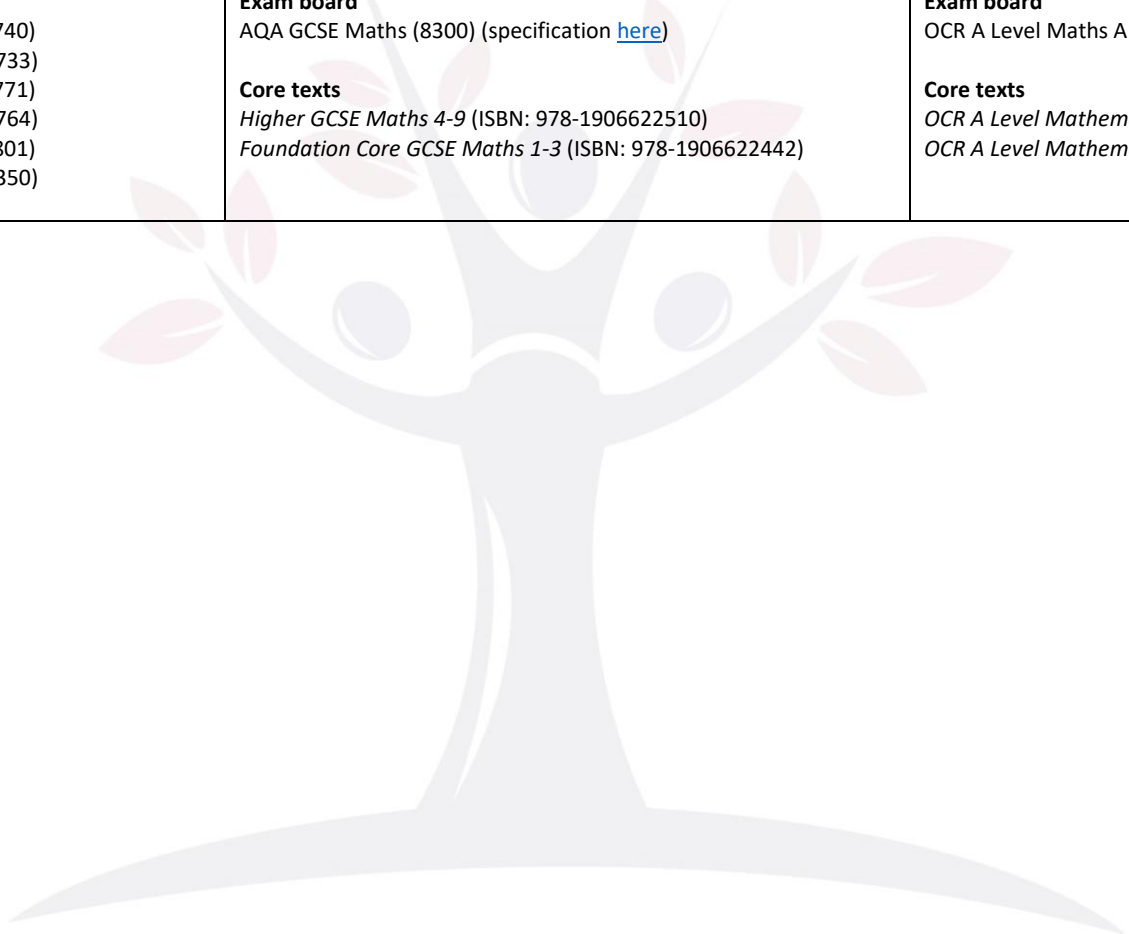 740)
733)
771)
764)
801)
350)
Exam board
AQA GCSE Maths (8300) (specification here)
Core texts
Higher GCSE Maths 4-9 (ISBN: 978-1906622510)
Foundation Core GCSE Maths 1-3 (ISBN: 978-1906622442)
Exam board
OCR A Level Maths A
Core texts
OCR A Level Mathem
OCR A Level Mathem